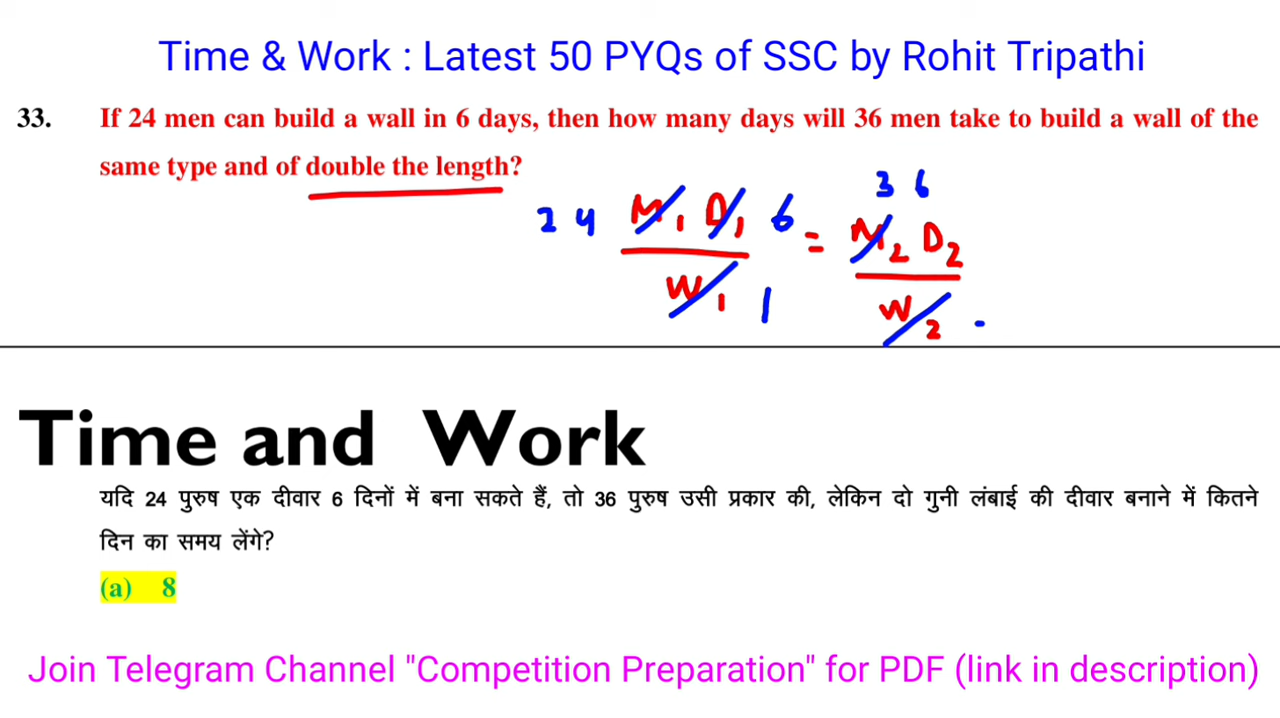 Time & Work : Latest 50 PYQs of SSC by Rohit Tripathi
33. If 24 men can build a wall in 6 days, then how many days will 36 men take to build a wall of the
same type and of double the length?
24 M₁ D₁ 6 = 36 M₂ D₂
W₁ 1 W₂
Time and Work
यदि 24 पुरुष एक दीवार 6 दिनों में बना सकते हैं, तो 36 पुरुष उसी प्रकार की, लेकिन दो गुनी लंबाई की दीवार बनाने में कितने
दिन का समय लेंगे?
(a) 8
Join Telegram Channel "Competition Preparation" for PDF (link in description)